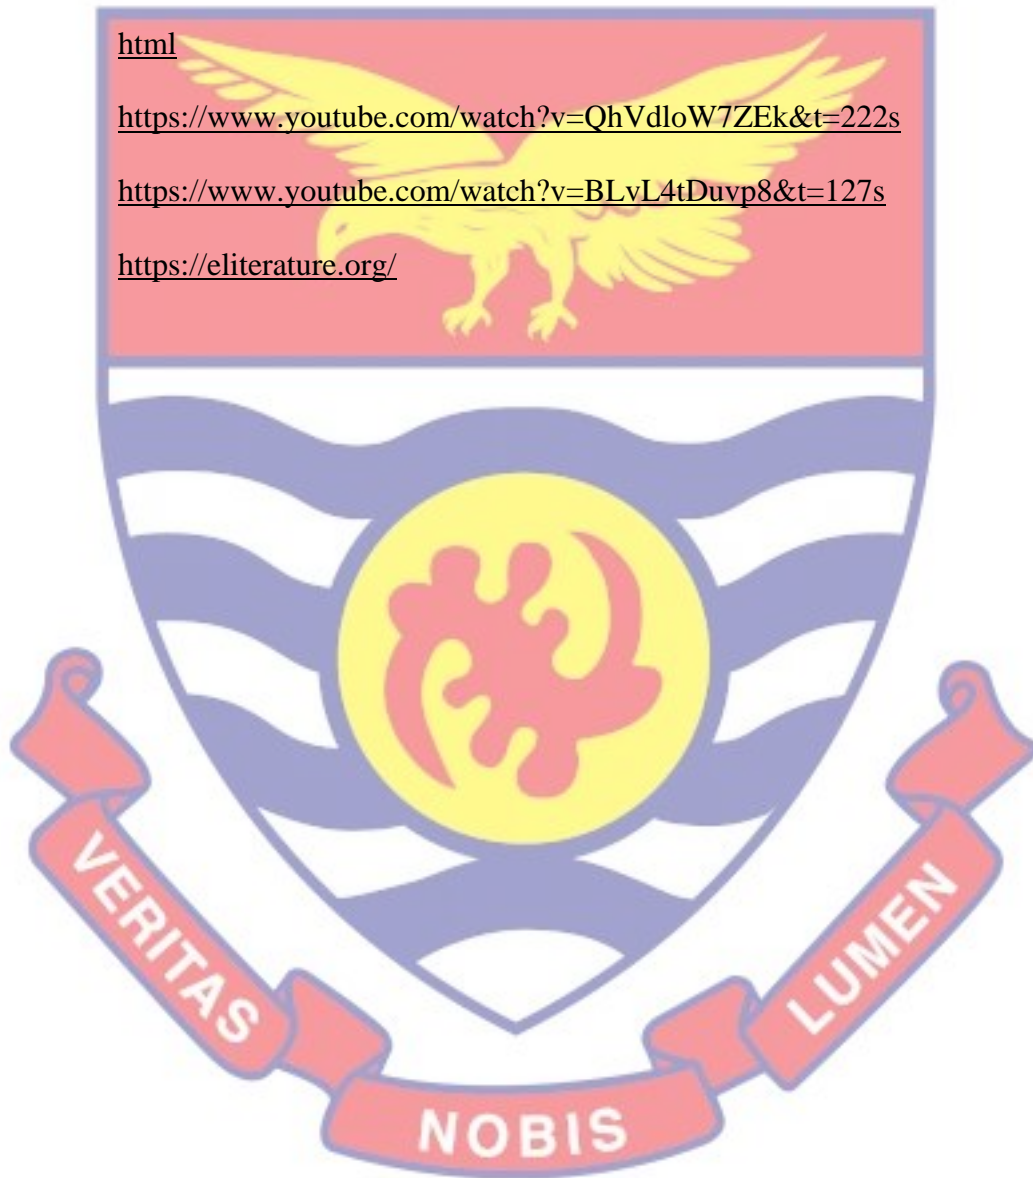 html
https://www.youtube.com/watch?v=QhVdloW7ZEk&t=222s
https://www.youtube.com/watch?v=BLvL4tDuvp8&t=127s
https://eliterature.org/
VERITAS
NOBIS
LUMEN